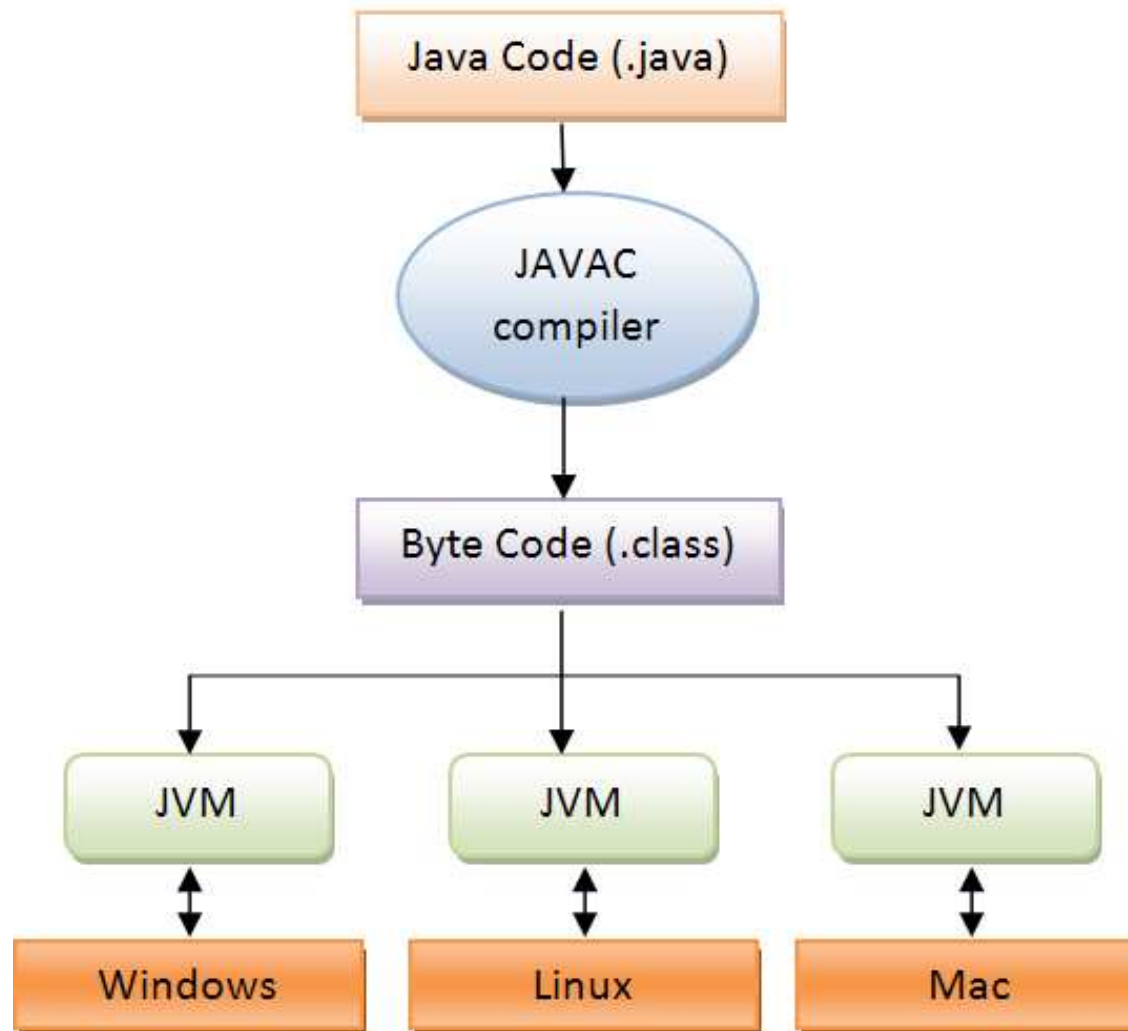 Java Code (.java)
JAVAC
compiler
Byte Code (.class)
JVM
JVM
JVM
Windows
Linux
Mac